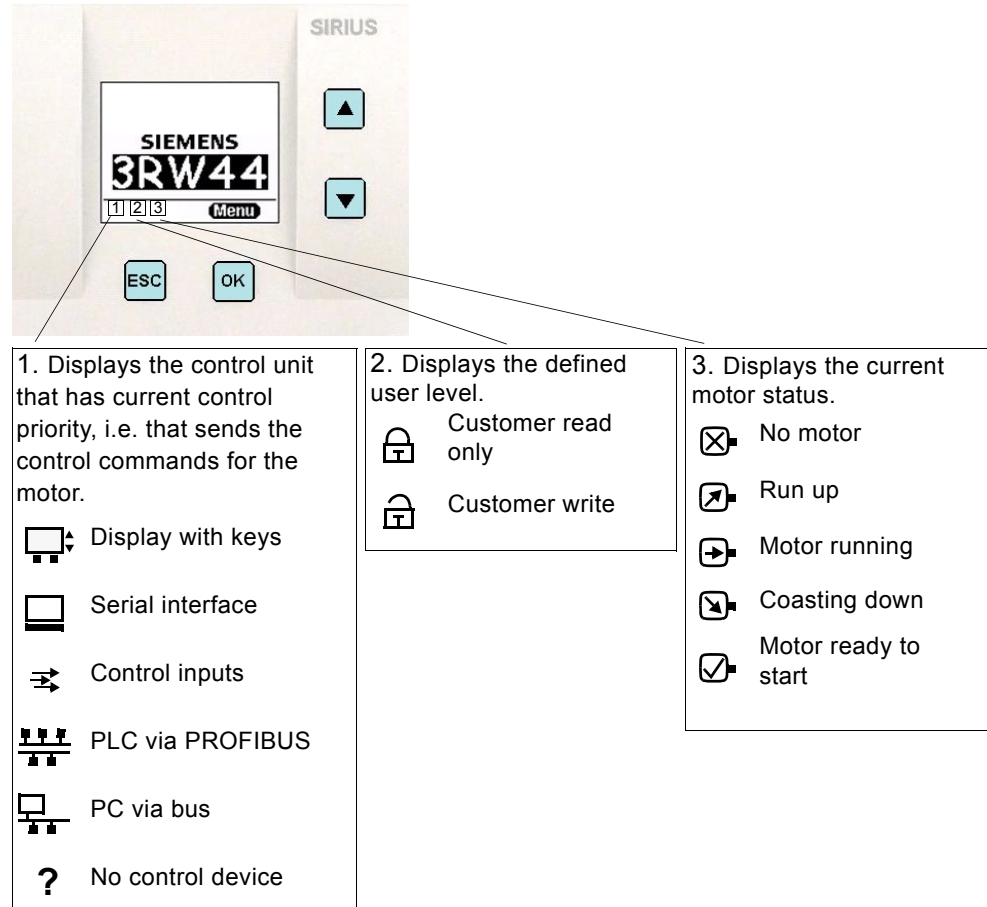 SIRIUS
SIEMENS
3RW44
1 2 3 Menu
ESC OK
1. Displays the control unit
that has current control
priority, i.e. that sends the
control commands for the
motor.
Display with keys
Serial interface
Control inputs
PLC via PROFIBUS
PC via bus
? No control device
2. Displays the defined
user level.
Customer read
only
Customer write
3. Displays the current
motor status.
No motor
Run up
Motor running
Coasting down
Motor ready to
start